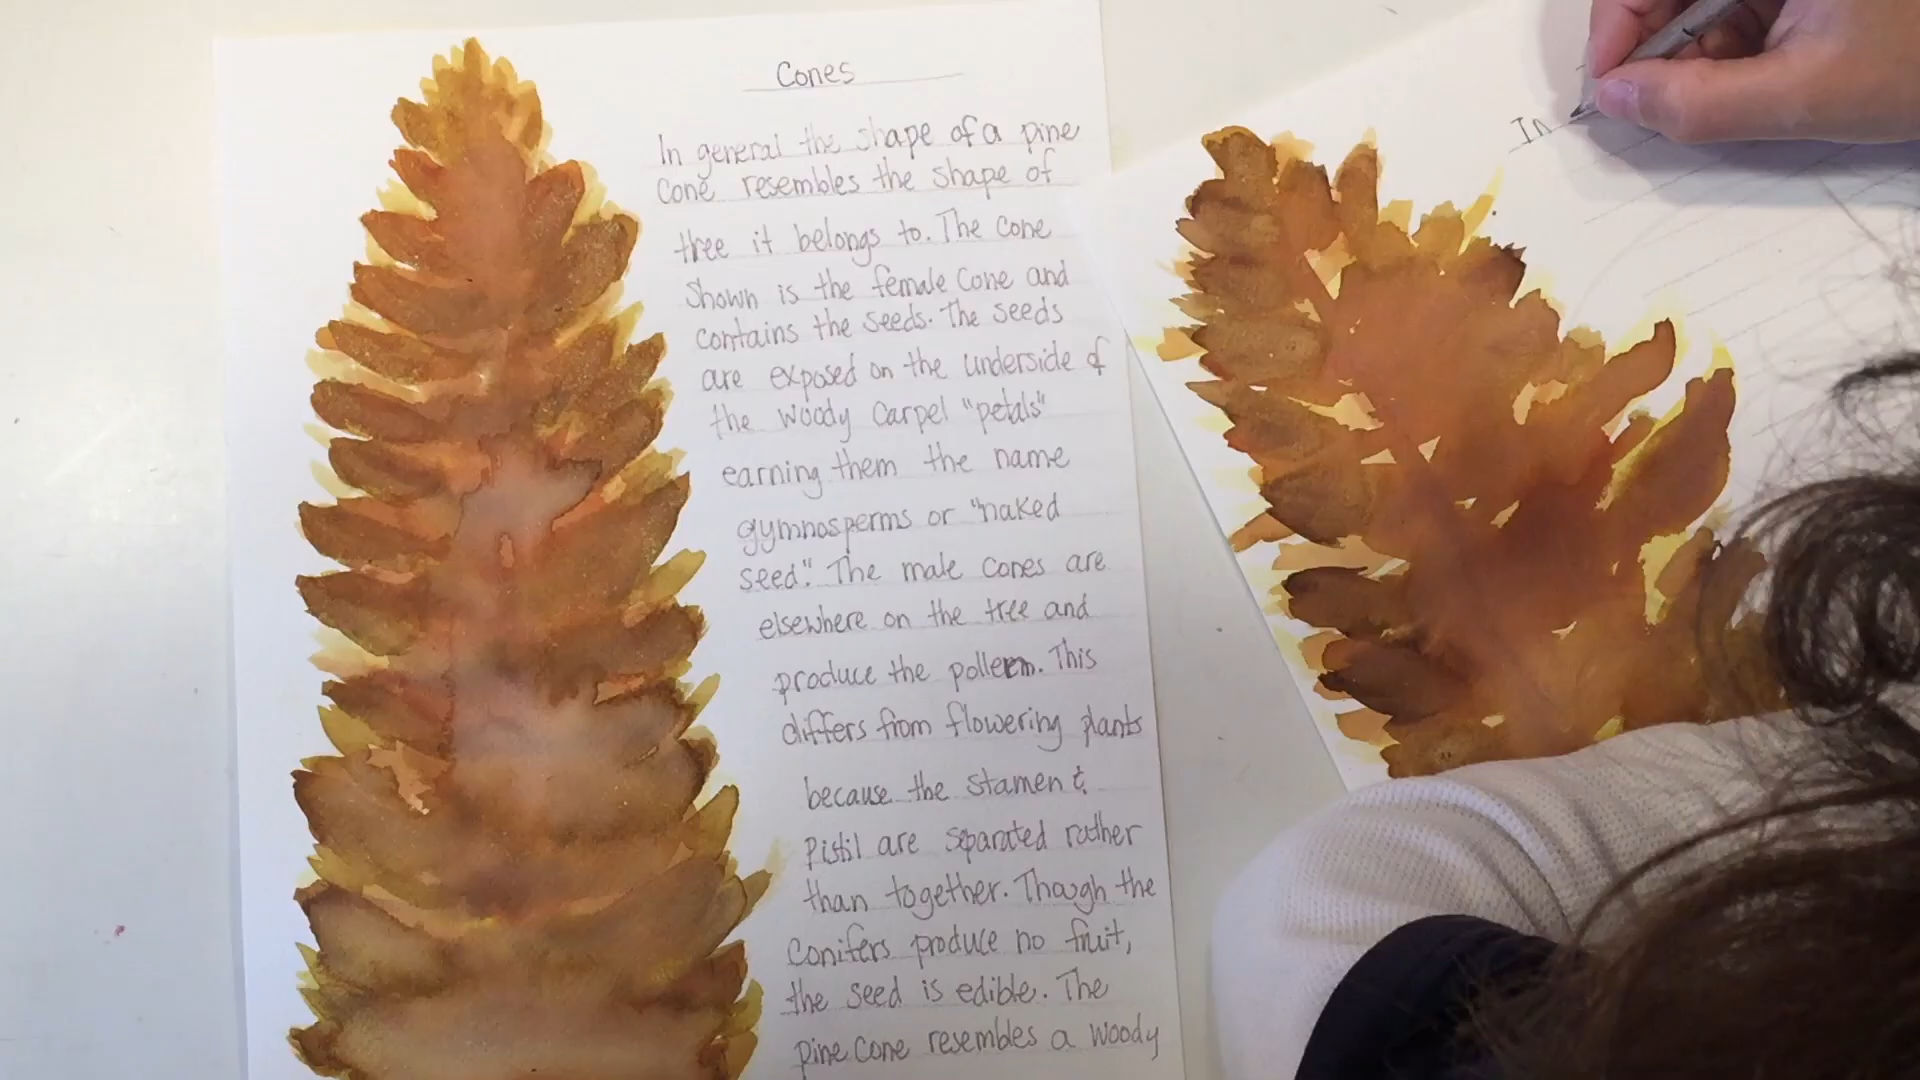 Cones
In general the shape of a pine
cone resembles the shape of
tree it belongs to. The cone
shown is the female cone and
contains the seeds. The seeds
are exposed on the underside of
the woody carpel "petals"
earning them the name
gymnosperms or "naked
seed." The male cones are
elsewhere on the tree and
produce the pollen. This
differs from flowering plants
because the stamen &
Pistil are separated rather
than together. Though the
Conifers produce no fruit,
the seed is edible. The
pine cone resembles a woody
In